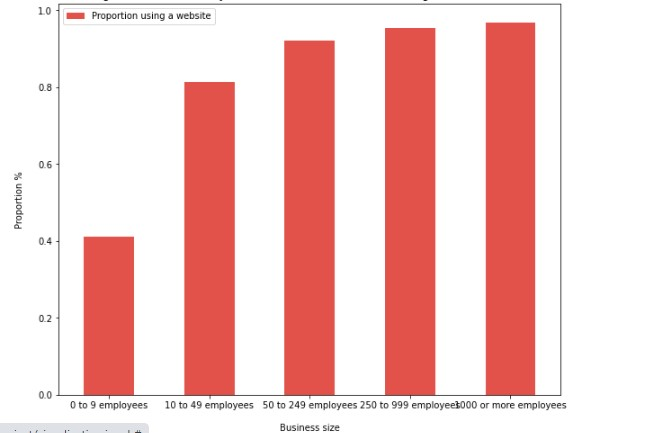 Proportion using a website
1.0
0.8
0.6
0.4
0.2
0.0
Proportion %
0 to 9 employees 10 to 49 employees 50 to 249 employees 250 to 999 employees 1000 or more employees
Business size